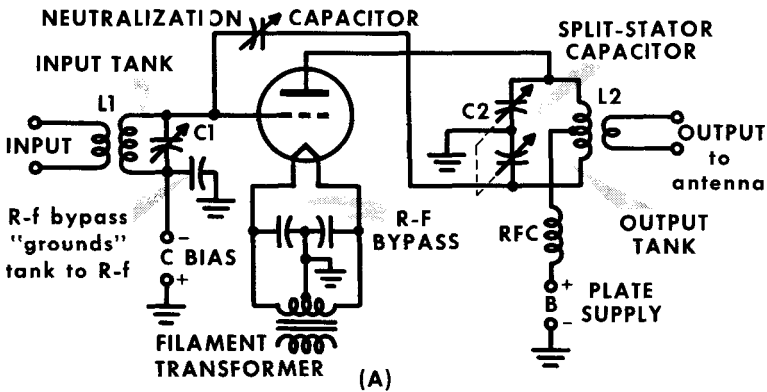 NEUTRALIZATION CAPACITOR
SPLIT-STATOR
CAPACITOR
INPUT TANK
L1
C1
C2
L2
INPUT
OUTPUT
to
antenna
R-f bypass
"grounds"
tank to R-f
-
C BIAS
+
R-F
BYPASS
RFC
OUTPUT
TANK
+
B
-
PLATE
SUPPLY
FILAMENT
TRANSFORMER
(A)